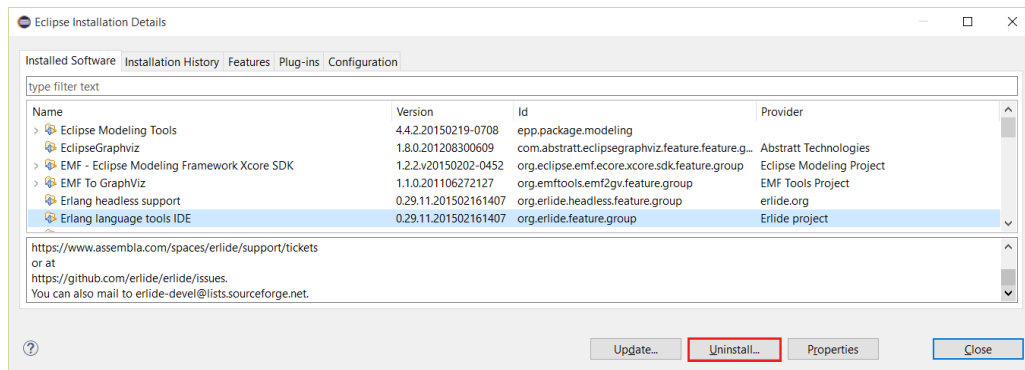 Eclipse Installation Details
Installed Software Installation History Features Plug-ins Configuration
type filter text
Name Version Id Provider
Eclipse Modeling Tools 4.4.2.20150219-0708 epp.package.modeling
EclipseGraphviz 1.8.0.201208300609 com.abstratt.eclipsegraphviz.feature.feature.g... Abstratt Technologies
EMF - Eclipse Modeling Framework Xcore SDK 1.2.2.v20150202-0452 org.eclipse.emf.ecore.xcore.sdk.feature.group Eclipse Modeling Project
EMF To GraphViz 1.1.0.201106272127 org.emftools.emf2gv.feature.group EMF Tools Project
Erlang headless support 0.29.11.201502161407 org.erlide.headless.feature.group erlide.org
Erlang language tools IDE 0.29.11.201502161407 org.erlide.feature.group Erlide project
https://www.assembla.com/spaces/erlide/support/tickets
or at
https://github.com/erlide/erlide/issues.
You can also mail to erlide-devel@lists.sourceforge.net.
? Update... Uninstall... Properties Close